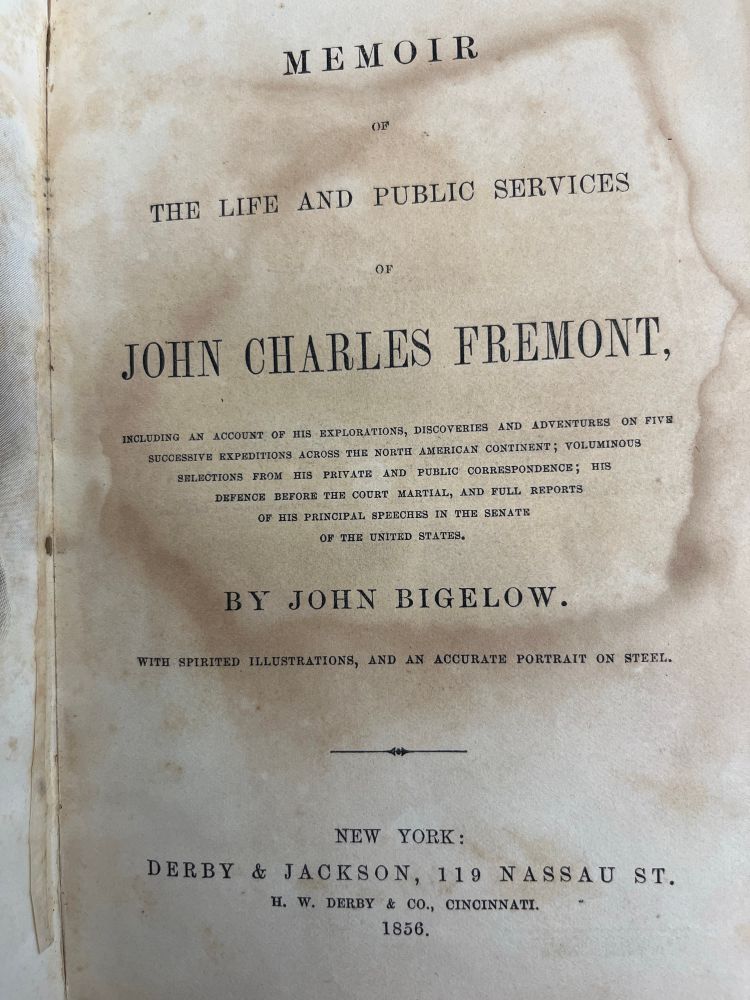 MEMOIR
OF
THE LIFE AND PUBLIC SERVICES
OF
JOHN CHARLES FREMONT,
INCLUDING AN ACCOUNT OF HIS EXPLORATIONS, DISCOVERIES AND ADVENTURES ON FIVE
SUCCESSIVE EXPEDITIONS ACROSS THE NORTH AMERICAN CONTINENT; VOLUMINOUS
SELECTIONS FROM HIS PRIVATE AND PUBLIC CORRESPONDENCE; HIS
DEFENCE BEFORE THE COURT MARTIAL, AND FULL REPORTS
OF HIS PRINCIPAL SPEECHES IN THE SENATE
OF THE UNITED STATES.
BY JOHN BIGELOW.
WITH SPIRITED ILLUSTRATIONS, AND AN ACCURATE PORTRAIT ON STEEL.
NEW YORK:
DERBY & JACKSON, 119 NASSAU ST.
H. W. DERBY & CO., CINCINNATI.
1856.